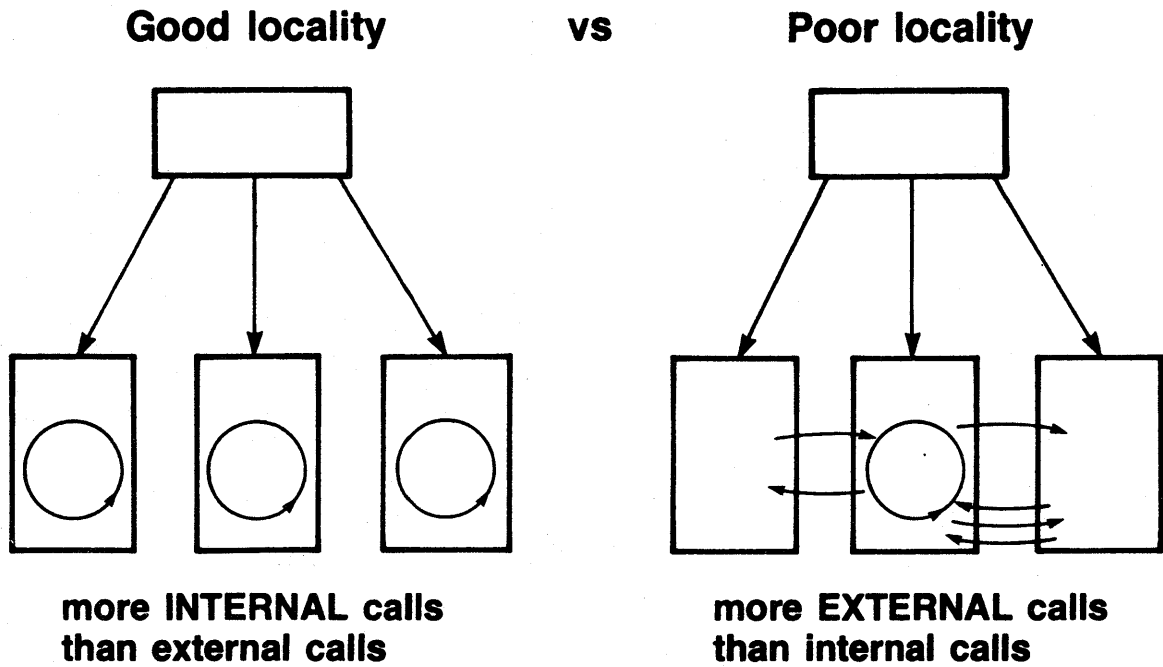 Good locality vs Poor locality
more INTERNAL calls
than external calls
more EXTERNAL calls
than internal calls